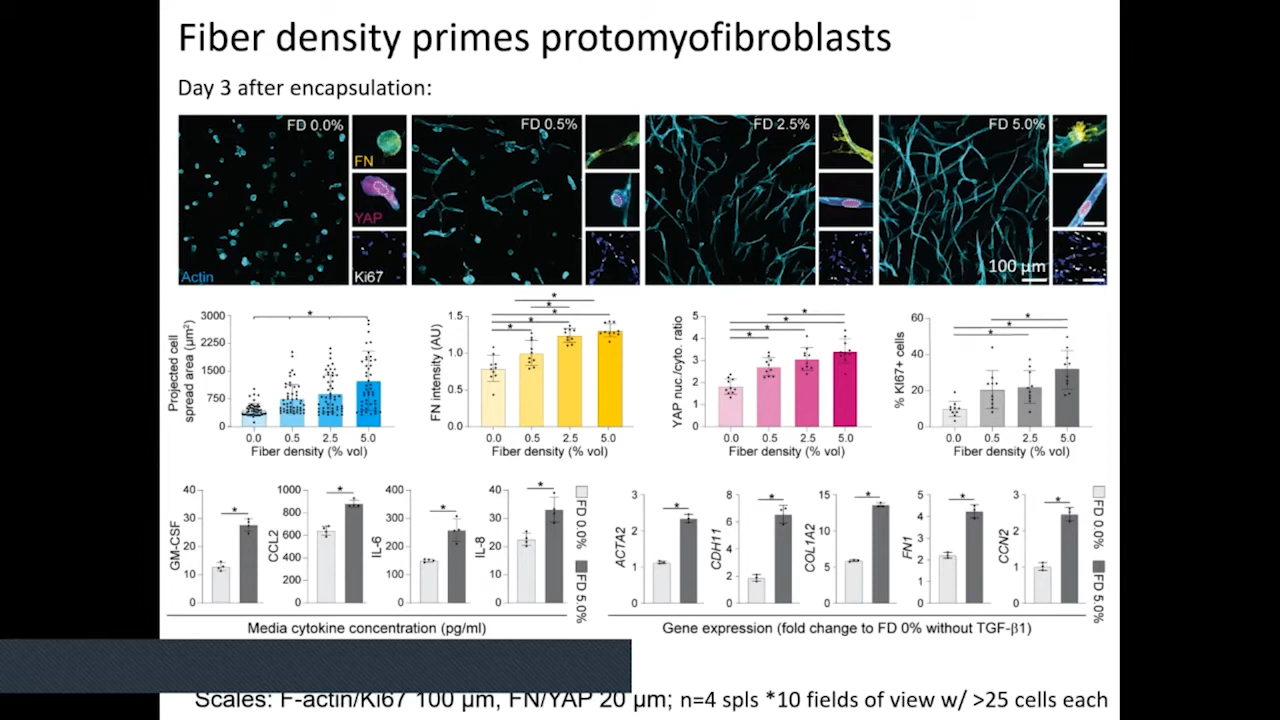 Fiber density primes protomyofibroblasts
Day 3 after encapsulation:
FD 0.0%
FN
YAP
Actin
Ki67
FD 0.5%
FD 2.5%
FD 5.0%
100 µm
Projected cell
spread area (µm²)
3000
2250
1500
750
0
*
0.0 0.5 2.5 5.0
Fiber density (% vol)
FN intensity (AU)
1.5
1.0
0.5
0.0
* * * * *
0.0 0.5 2.5 5.0
Fiber density (% vol)
YAP nuc./cyto. ratio
5
4
3
2
1
0
* * * *
0.0 0.5 2.5 5.0
Fiber density (% vol)
% KI67+ cells
60
40
20
0
* * *
0.0 0.5 2.5 5.0
Fiber density (% vol)
GM-CSF
40
30
20
10
0
*
CCL2
1000
800
600
400
200
0
*
IL-6
400
300
200
100
0
*
IL-8
40
30
20
10
0
*
FD 0.0%
FD 5.0%
Media cytokine concentration (pg/ml)
ACTA2
3
2
1
0
*
CDH11
8
6
4
2
0
*
COL1A2
15
10
5
0
*
FN1
5
4
3
2
1
0
*
CCN2
3
2
1
0
*
FD 0.0%
FD 5.0%
Gene expression (fold change to FD 0% without TGF-β1)
Scales: F-actin/Ki67 100 µm, FN/YAP 20 µm; n=4 spls *10 fields of view w/ >25 cells each